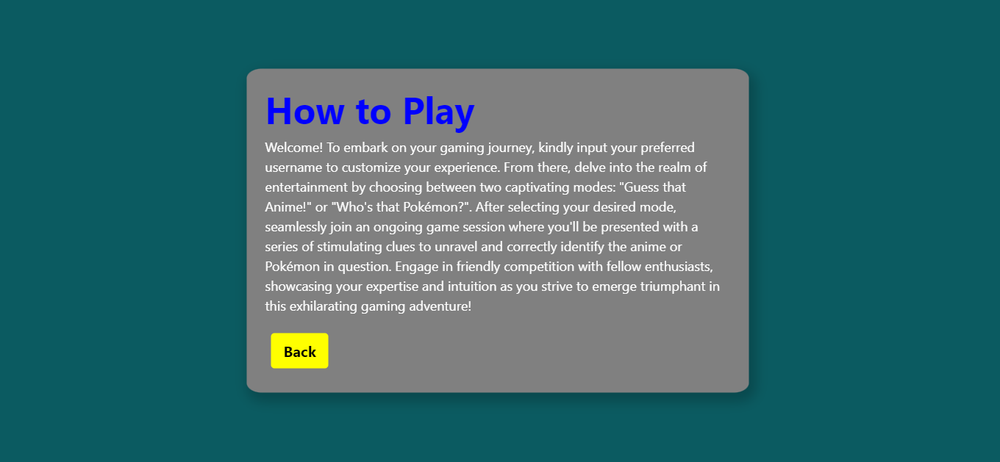 How to Play
Welcome! To embark on your gaming journey, kindly input your preferred
username to customize your experience. From there, delve into the realm of
entertainment by choosing between two captivating modes: "Guess that
Anime!" or "Who's that Pokémon?". After selecting your desired mode,
seamlessly join an ongoing game session where you'll be presented with a
series of stimulating clues to unravel and correctly identify the anime or
Pokémon in question. Engage in friendly competition with fellow enthusiasts,
showcasing your expertise and intuition as you strive to emerge triumphant in
this exhilarating gaming adventure!
Back